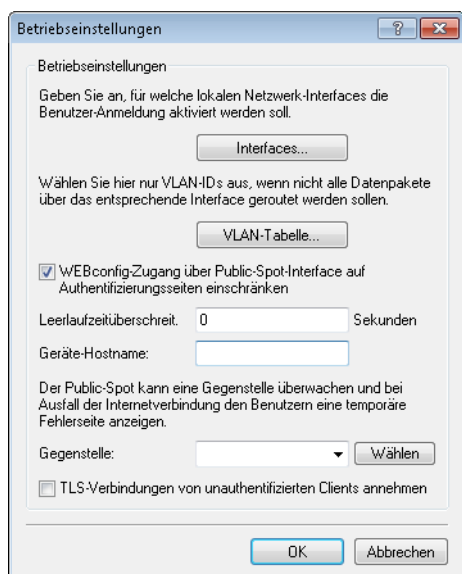 Betriebseinstellungen
Betriebseinstellungen
Geben Sie an, für welche lokalen Netzwerk-Interfaces die
Benutzer-Anmeldung aktiviert werden soll.
Interfaces...
Wählen Sie hier nur VLAN-IDs aus, wenn nicht alle Datenpakete
über das entsprechende Interface geroutet werden sollen.
VLAN-Tabelle...
WEBconfig-Zugang über Public-Spot-Interface auf
Authentifizierungsseiten einschränken
Leerlaufzeitüberschreit. 0 Sekunden
Geräte-Hostname:
Der Public-Spot kann eine Gegenstelle überwachen und bei
Ausfall der Internetverbindung den Benutzern eine temporäre
Fehlerseite anzeigen.
Gegenstelle: Wählen
TLS-Verbindungen von unauthentifizierten Clients annehmen
OK Abbrechen